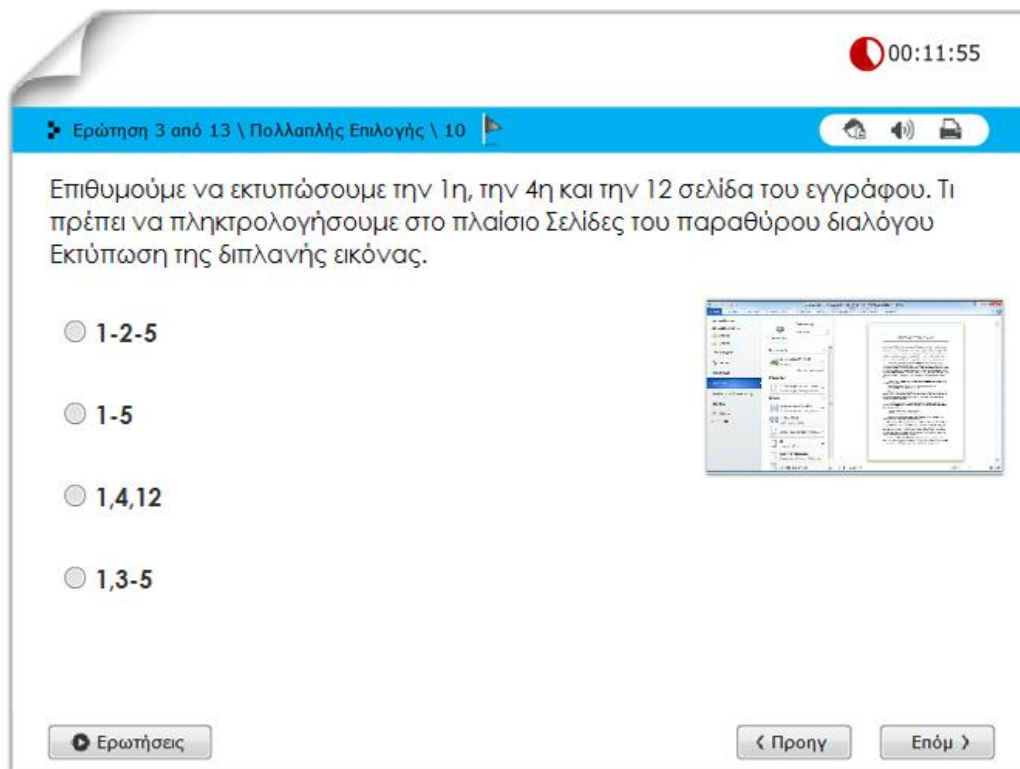 00:11:55
Ερώτηση 3 από 13 \ Πολλαπλής Επιλογής \ 10
Επιθυμούμε να εκτυπώσουμε την 1η, την 4η και την 12 σελίδα του εγγράφου. Τι
πρέπει να πληκτρολογήσουμε στο πλαίσιο Σελίδες του παραθύρου διαλόγου
Εκτύπωση της διπλανής εικόνας.
1-2-5
1-5
1,4,12
1,3-5
Ερωτήσεις
Προηγ
Επόμ